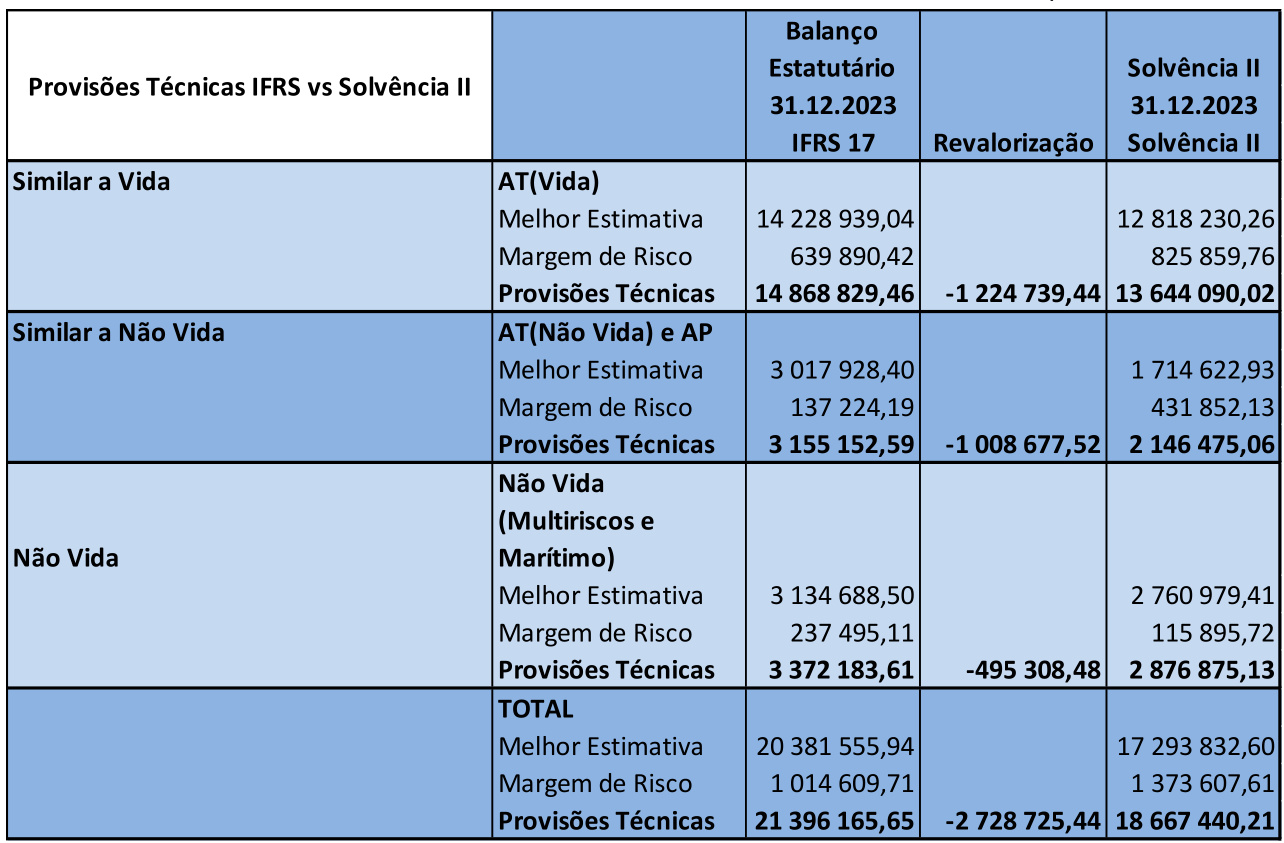 Provisões Técnicas IFRS vs Solvência II
Balanço
Estatutário
31.12.2023
IFRS 17
Revalorização
Solvência II
31.12.2023
Solvência II
Similar a Vida AT(Vida)
Melhor Estimativa 14 228 939,04 12 818 230,26
Margem de Risco 639 890,42 825 859,76
Provisões Técnicas 14 868 829,46 -1 224 739,44 13 644 090,02
Similar a Não Vida AT(Não Vida) e AP
Melhor Estimativa 3 017 928,40 1 714 622,93
Margem de Risco 137 224,19 431 852,13
Provisões Técnicas 3 155 152,59 -1 008 677,52 2 146 475,06
Não Vida
Não Vida
(Multiriscos e
Marítimo)
Melhor Estimativa 3 134 688,50 2 760 979,41
Margem de Risco 237 495,11 115 895,72
Provisões Técnicas 3 372 183,61 -495 308,48 2 876 875,13
TOTAL
Melhor Estimativa 20 381 555,94 17 293 832,60
Margem de Risco 1 014 609,71 1 373 607,61
Provisões Técnicas 21 396 165,65 -2 728 725,44 18 667 440,21